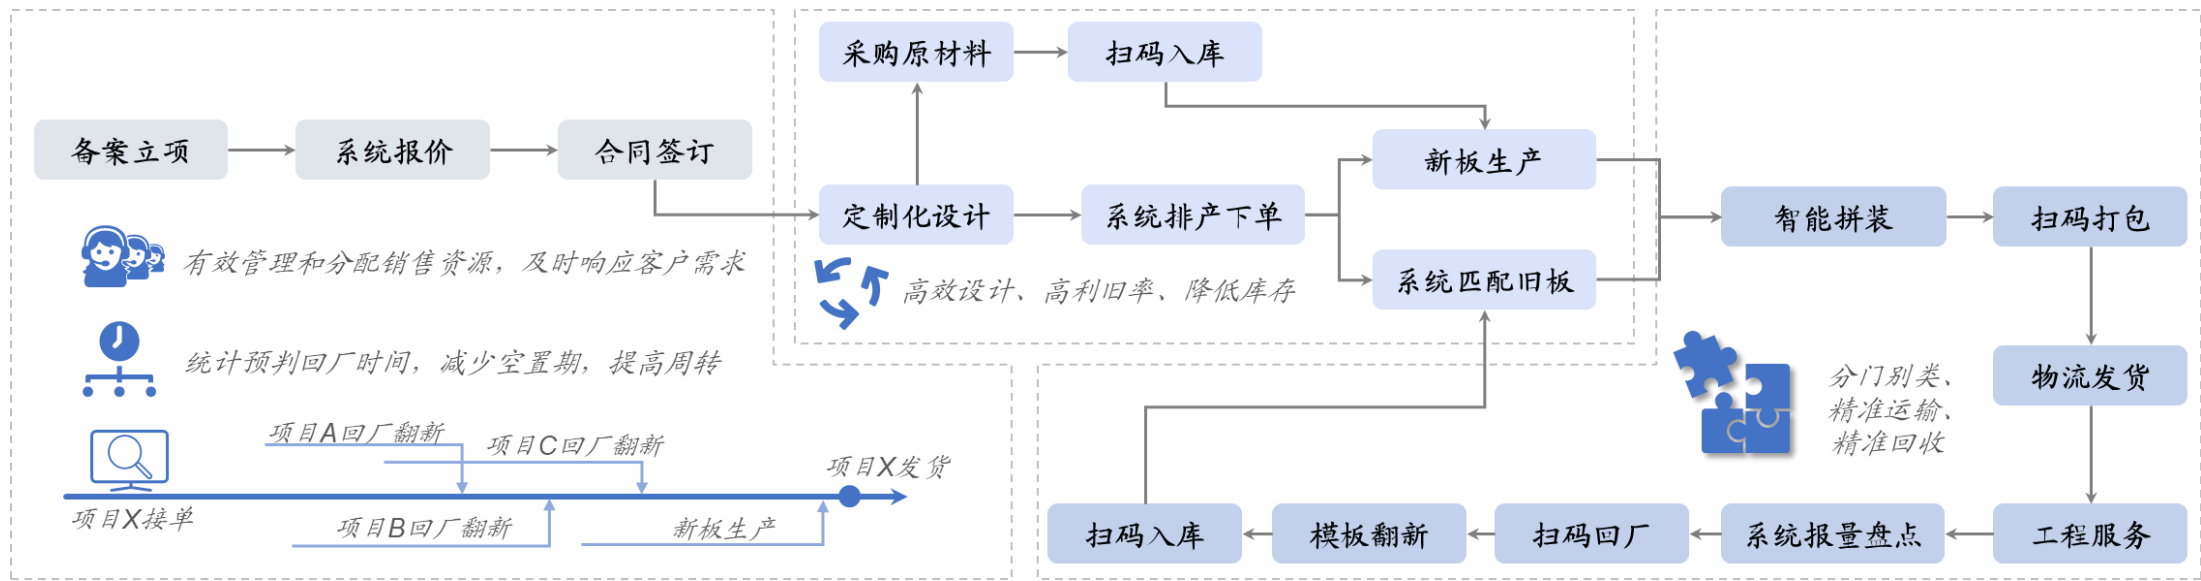 备案立项
系统报价
合同签订
有效管理和分配销售资源，及时响应客户需求
统计预判回厂时间，减少空置期，提高周转
项目A回厂翻新
项目C回厂翻新
项目X发货
项目X接单
项目B回厂翻新
新板生产
采购原材料
扫码入库
定制化设计
系统排产下单
新板生产
系统匹配旧板
高效设计、高利旧率、降低库存
智能拼装
扫码打包
物流发货
分门别类、
精准运输、
精准回收
工程服务
系统报量盘点
扫码回厂
模板翻新
扫码入库